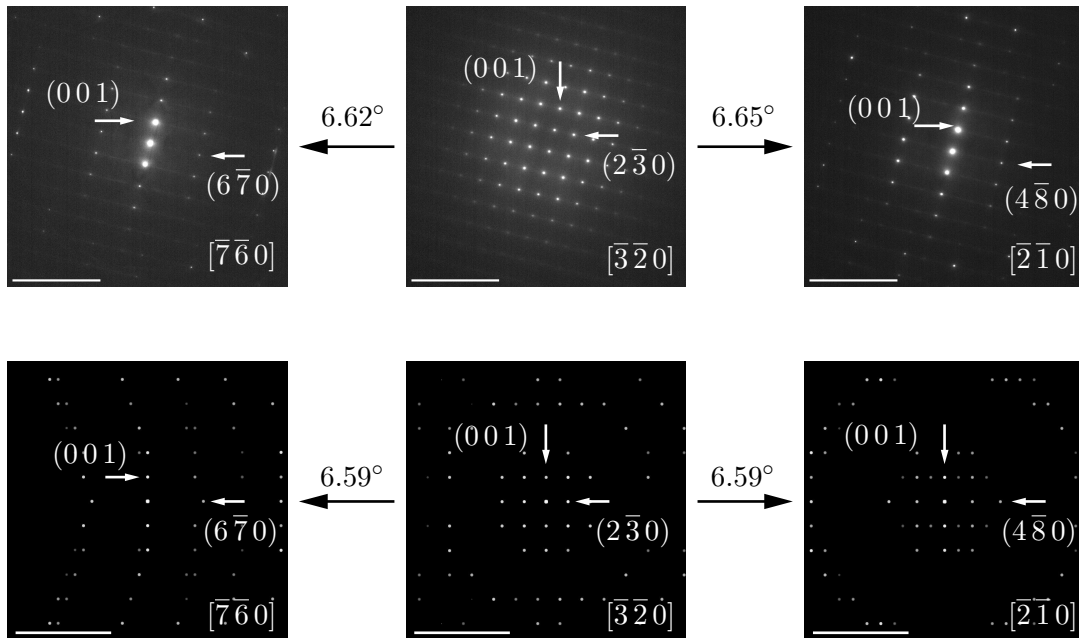 (0 0 1)
(6 7̅ 0)
[7̅ 6̅ 0]
6.62°
(0 0 1)
(2 3̅ 0)
[3̅ 2̅ 0]
6.65°
(0 0 1)
(4 8̅ 0)
[2̅ 1̅ 0]
(0 0 1)
(6 7̅ 0)
[7̅ 6̅ 0]
6.59°
(0 0 1)
(2 3̅ 0)
[3̅ 2̅ 0]
6.59°
(0 0 1)
(4 8̅ 0)
[2̅ 1̅ 0]